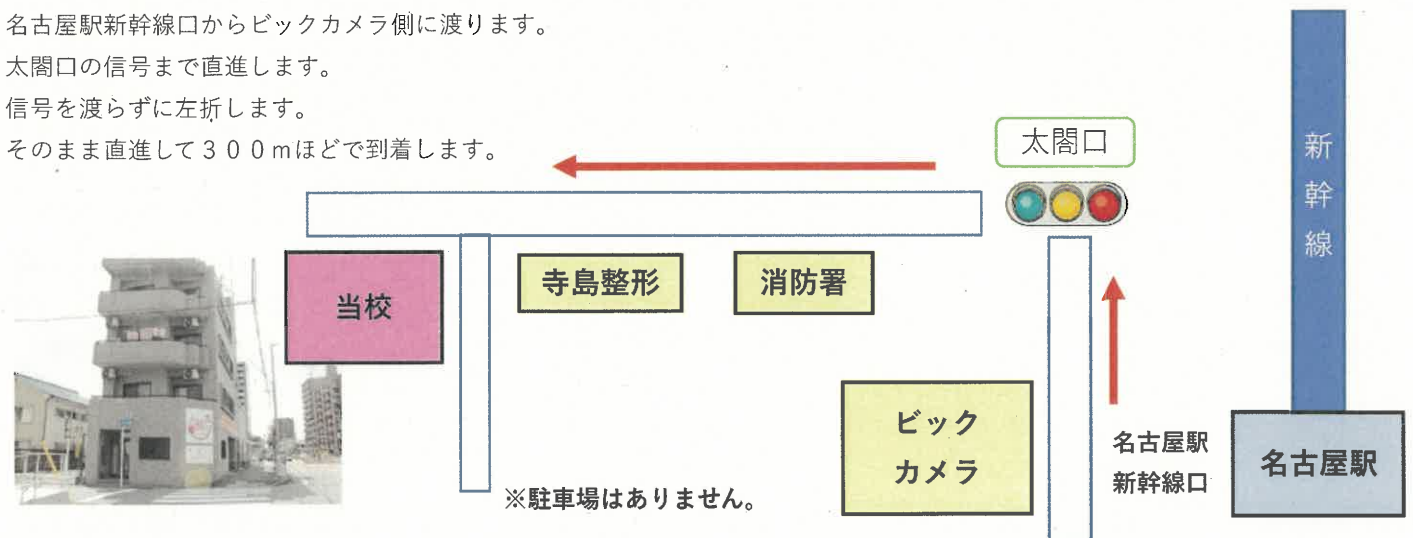 名古屋駅新幹線口からビックカメラ側に渡ります。
太閤口の信号まで直進します。
信号を渡らずに左折します。
そのまま直進して３００ｍほどで到着します。
太閤口
新幹線
寺島整形
消防署
当校
ビック
カメラ
名古屋駅
新幹線口
名古屋駅
※駐車場はありません。